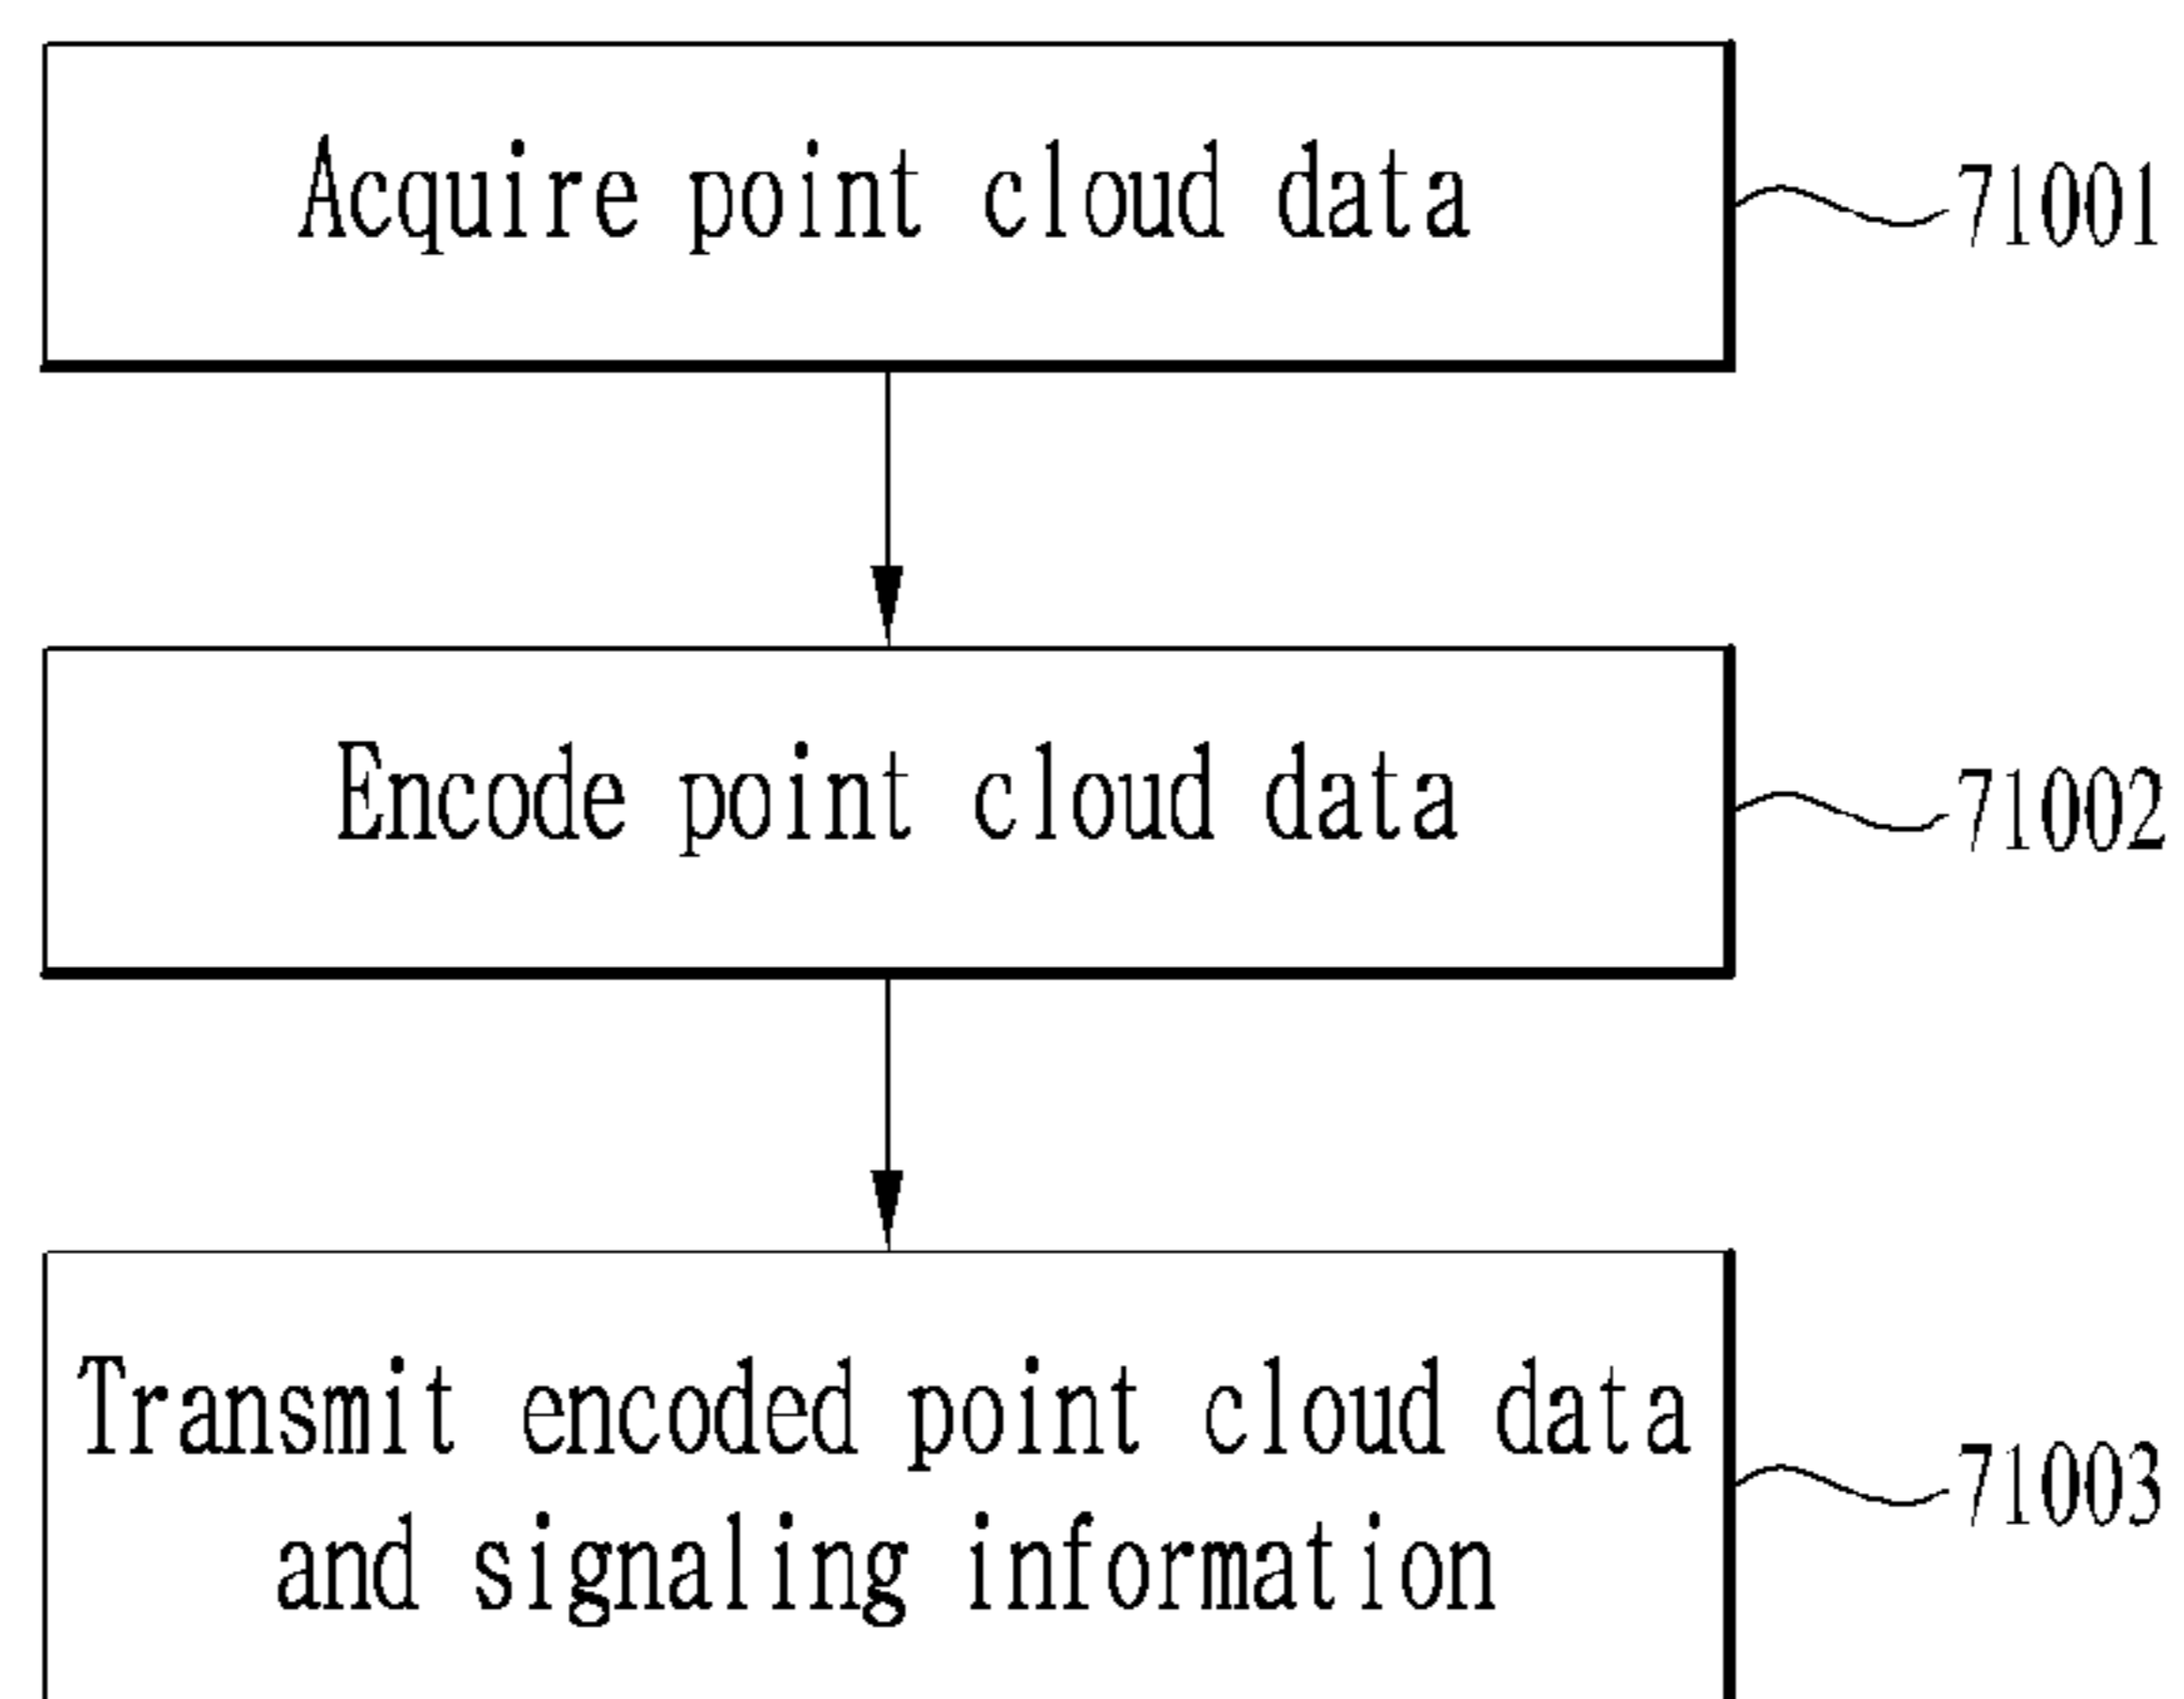 Acquire point cloud data
71001
Encode point cloud data
71002
Transmit encoded point cloud data
and signaling information
71003